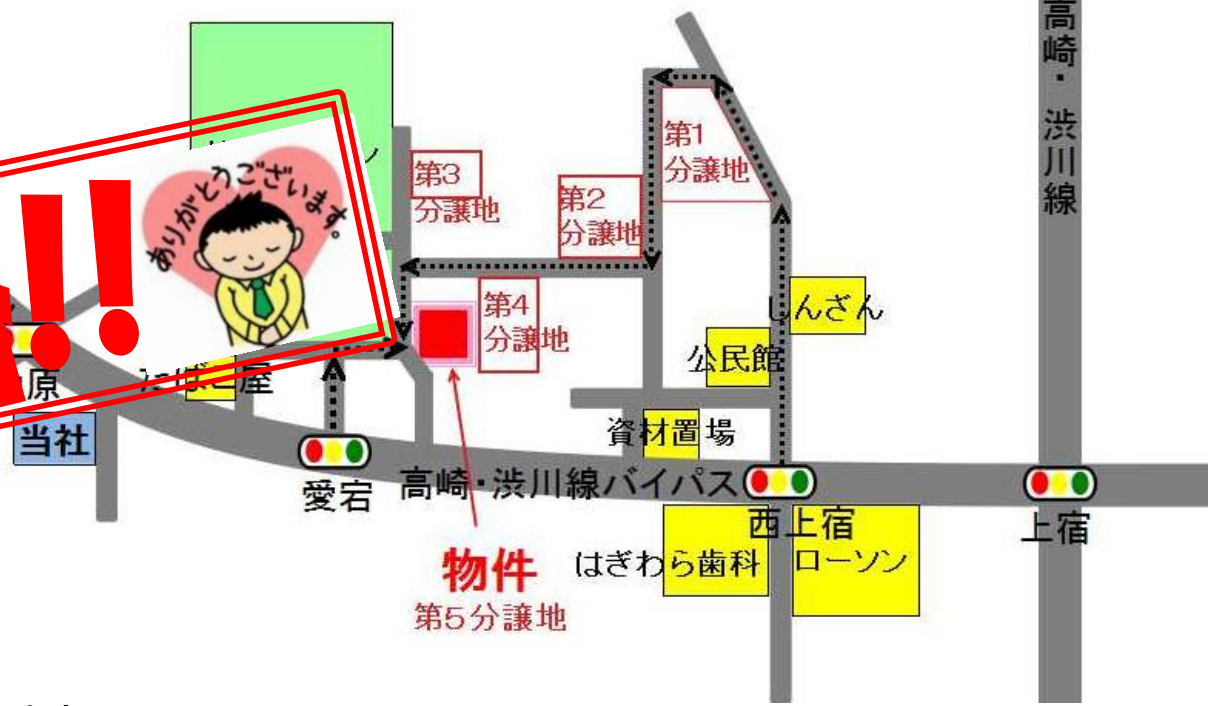 高崎・渋川線
第1
分譲地
第3
分譲地
第2
分譲地
ありがとうございます。
!!
第4
分譲地
しんざん
公民館
原
たばこ屋
当社
資材置場
愛宕
高崎・渋川線バイパス
西上宿
上宿
物件
第5分譲地
はぎわら歯科
ローソン